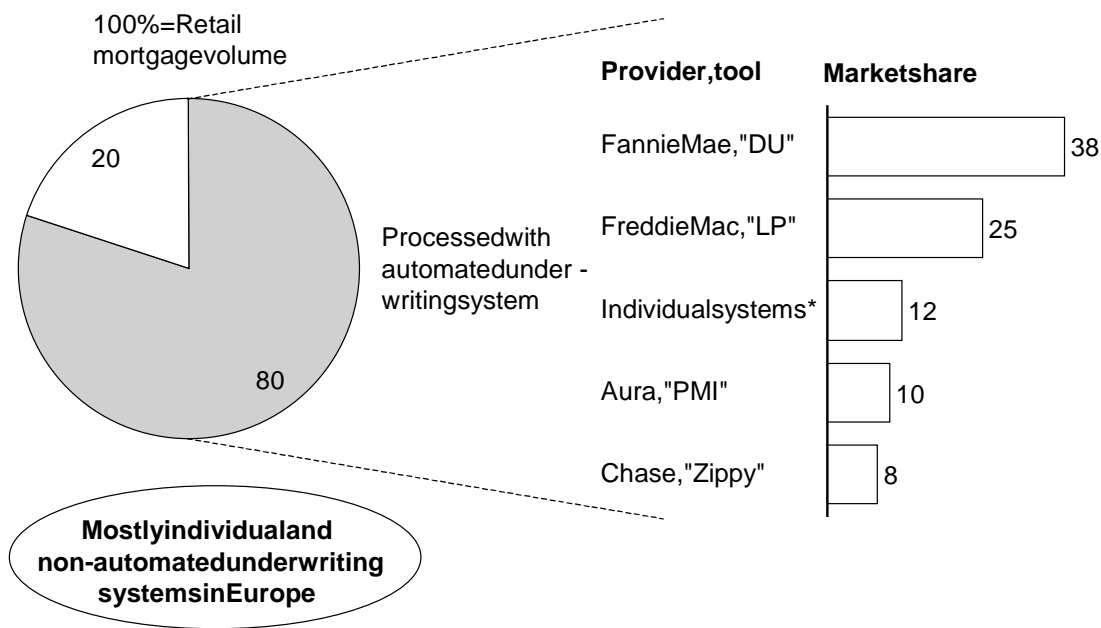 100%=Retail
mortgagevolume
20
80
Processedwith
automatedunder -
writingsystem
Provider,tool Marketshare
FannieMae,"DU" 38
FreddieMac,"LP" 25
Individualsystems* 12
Aura,"PMI" 10
Chase,"Zippy" 8
Mostlyindividualand
non-automatedunderwriting
systemsinEurope